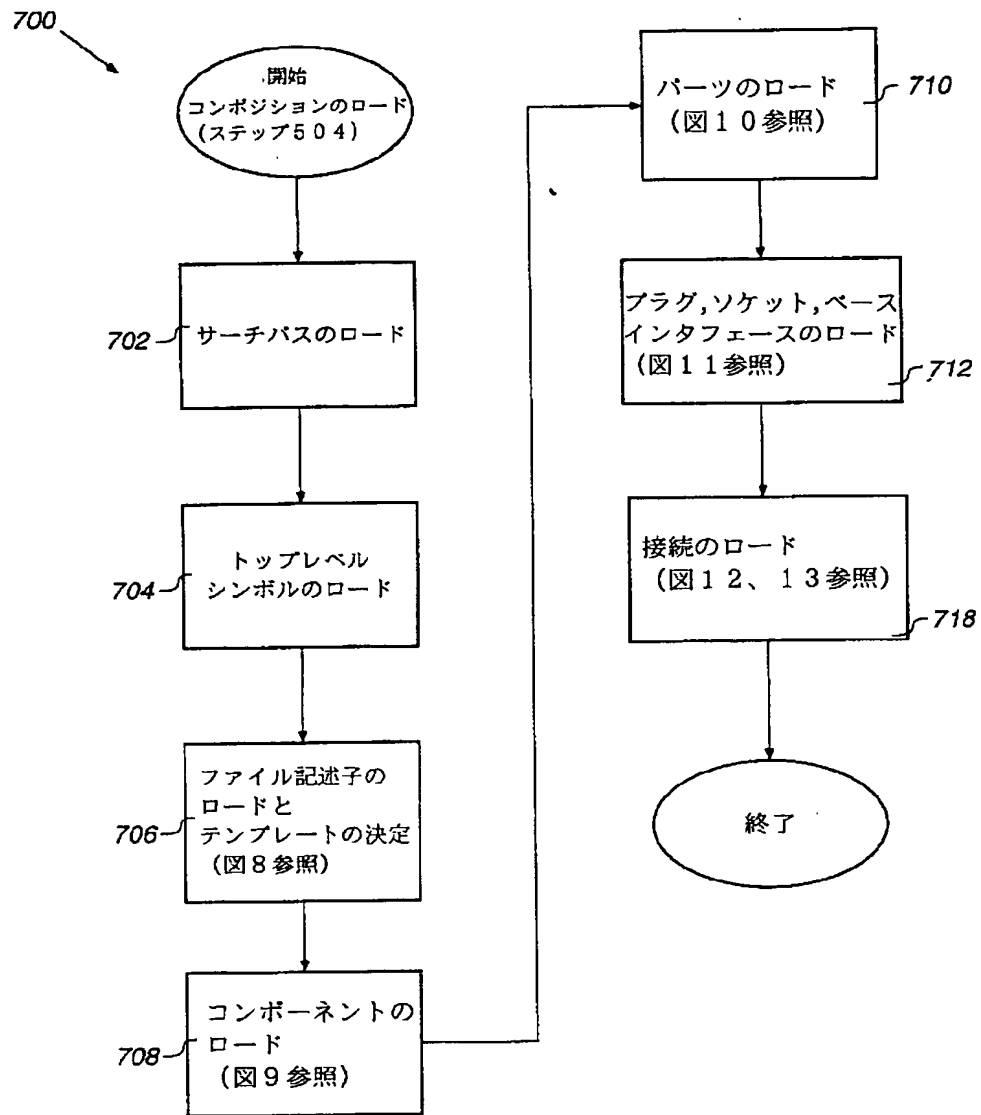 700
開始
コンポジションのロード
(ステップ504)
702
サーチパスのロード
704
トップレベル
シンボルのロード
706
ファイル記述子の
ロードと
テンプレートの決定
(図8参照)
708
コンポーネントの
ロード
(図9参照)
パーツのロード
(図10参照)
710
プラグ,ソケット,ベース
インタフェースのロード
(図11参照)
712
接続のロード
(図12、13参照)
718
終了